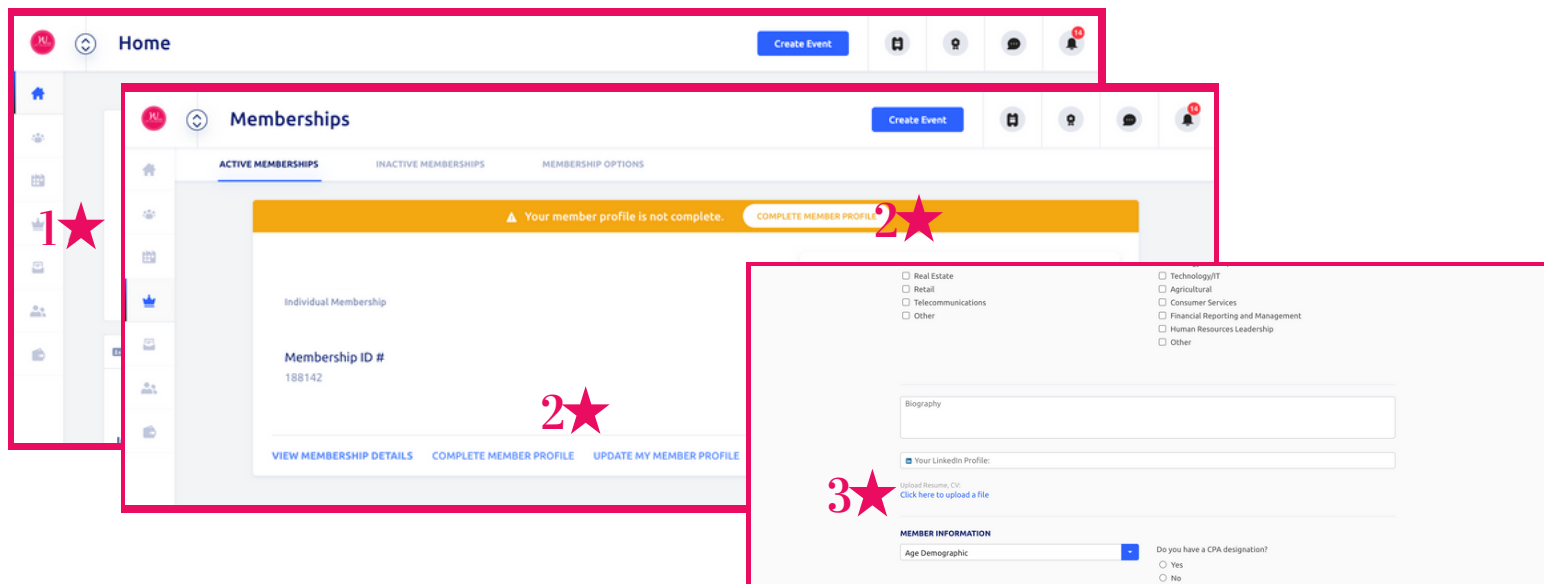 Home
Create Event
14
Memberships
Create Event
14
ACTIVE MEMBERSHIPS
INACTIVE MEMBERSHIPS
MEMBERSHIP OPTIONS
1
Your member profile is not complete.
COMPLETE MEMBER PROFILE
2
Individual Membership
Membership ID #
188142
2
VIEW MEMBERSHIP DETAILS
COMPLETE MEMBER PROFILE
UPDATE MY MEMBER PROFILE
Real Estate
Retail
Telecommunications
Other
Technology/IT
Agricultural
Consumer Services
Financial Reporting and Management
Human Resources Leadership
Other
Biography
Your LinkedIn Profile:
3
Upload Resume, CV:
Click here to upload a file
MEMBER INFORMATION
Age Demographic
Do you have a CPA designation?
Yes
No